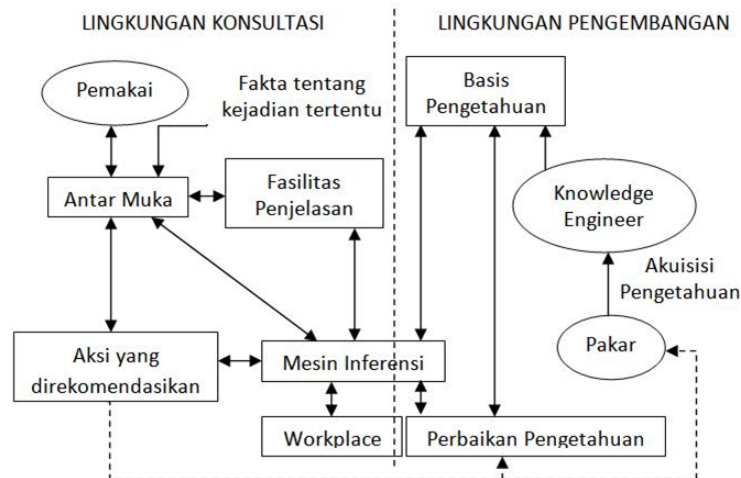 LINGKUNGAN KONSULTASI
LINGKUNGAN PENGEMBANGAN
Pemakai
Fakta tentang
kejadian tertentu
Basis
Pengetahuan
Antar Muka
Fasilitas
Penjelasan
Knowledge
Engineer
Akuisisi
Pengetahuan
Aksi yang
direkomendasikan
Mesin Inferensi
Pakar
Workplace
Perbaikan Pengetahuan